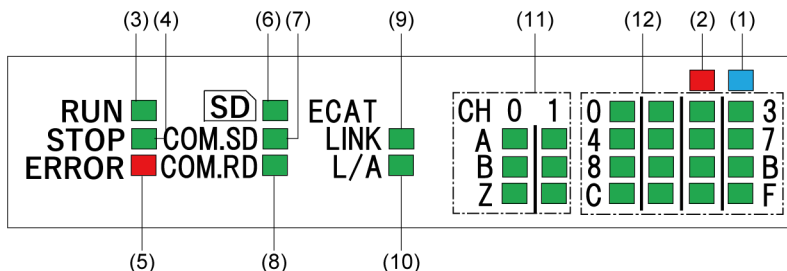 (3) (4) (6) (7) (9) (11) (12) (2) (1)
RUN SD ECAT CH 0 1 0 3
STOP COM.SD LINK A 4 7
ERROR COM.RD L/A B 8 B
Z C F
(5) (8) (10)